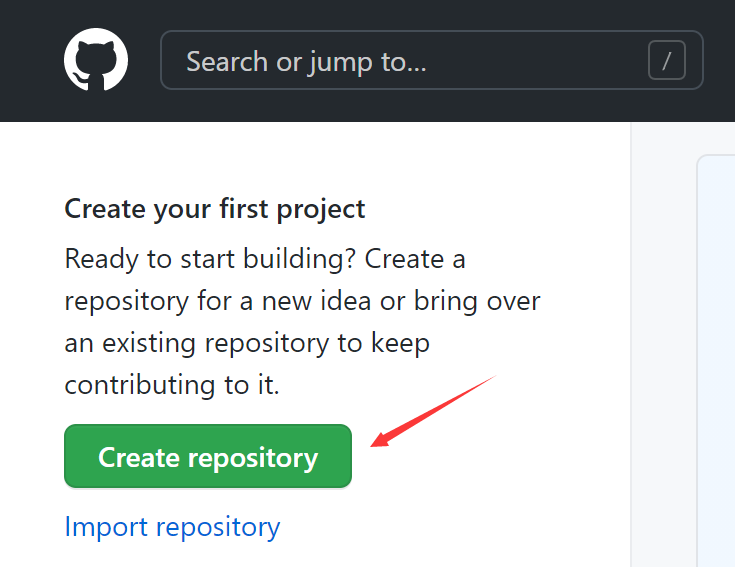 Search or jump to...
/
Create your first project
Ready to start building? Create a
repository for a new idea or bring over
an existing repository to keep
contributing to it.
Create repository
Import repository